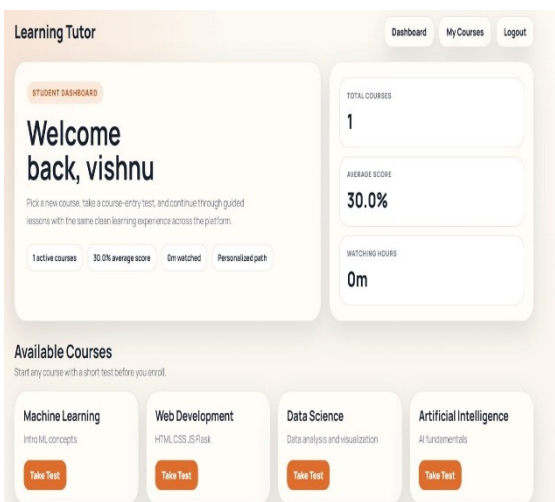 Learning Tutor
Dashboard
My Courses
Logout
STUDENT DASHBOARD
Welcome
back, vishnu
Pick a new course, take a course-entry test, and continue through guided
lessons with the same clean learning experience across the platform.
1 active courses
30.0% average score
0m watched
Personalized path
TOTAL COURSES
1
AVERAGE SCORE
30.0%
WATCHING HOURS
0m
Available Courses
Start any course with a short test before you enroll.
Machine Learning
Intro ML concepts
Take Test
Web Development
HTML CSS JS Flask
Take Test
Data Science
Data analysis and visualization
Take Test
Artificial Intelligence
AI fundamentals
Take Test